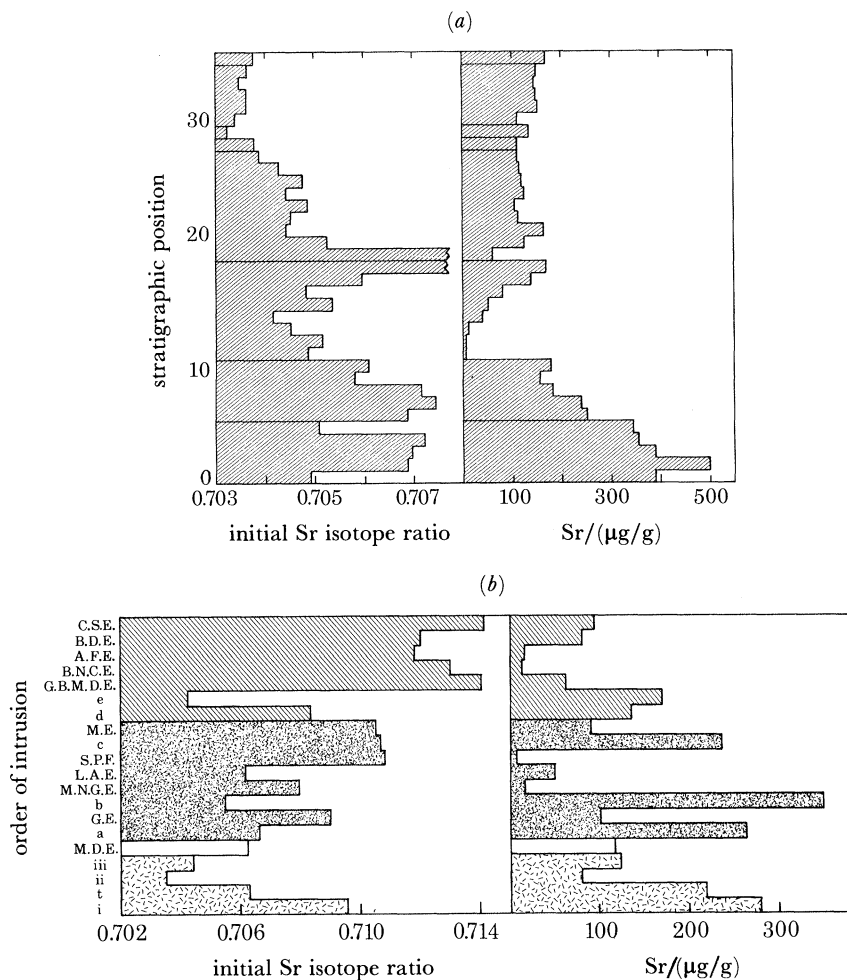 (a)
stratigraphic position
30
20
10
0
0.703 0.705 0.707
100 300 500
initial Sr isotope ratio
Sr/(μg/g)
(b)
order of intrusion
C.S.E.
B.D.E.
A.F.E.
B.N.C.E.
G.B.M.D.E.
e
d
M.E.
c
S.P.F.
L.A.E.
M.N.G.E.
b
G.E.
a
M.D.E.
iii
ii
t
i
0.702 0.706 0.710 0.714
100 200 300
initial Sr isotope ratio
Sr/(μg/g)